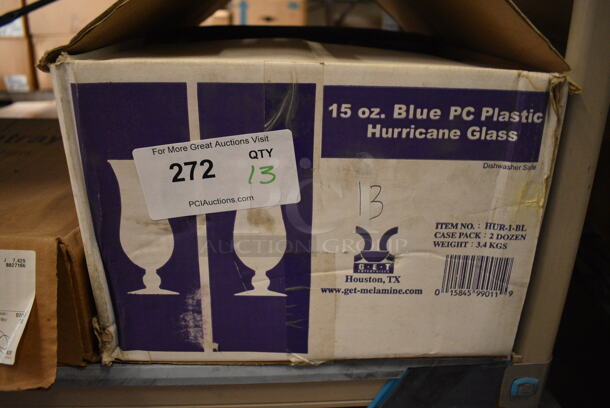 15 oz. Blue PC Plastic
Hurricane Glass
Dishwasher Safe
For More Great Auctions Visit
272
QTY
13
PCIAuctions.com
13
AUCTION GROUP
ITEM NO. : HUR-1-BL
CASE PACK : 2 DOZEN
WEIGHT : 3.4 KGS
G.E.T
Houston, TX
www.get-melamine.com
0 15845 99011 9